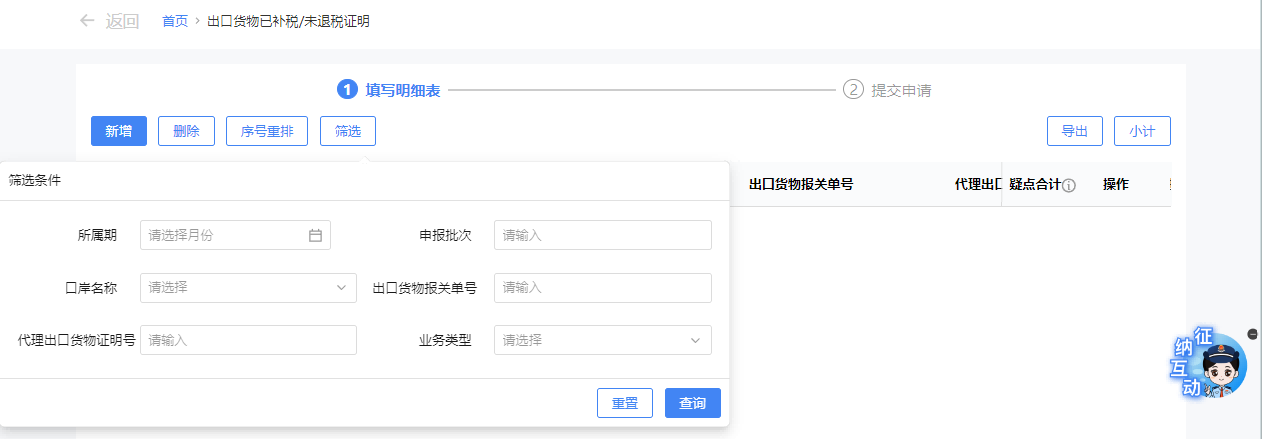 返回 首页 > 出口货物已补税/未退税证明
1 填写明细表 2 提交申请
新增 删除 序号重排 筛选 导出 小计
筛选条件
出口货物报关单号 代理出口 疑点合计 操作
所属期 请选择月份 申报批次 请输入
口岸名称 请选择 出口货物报关单号 请输入
代理出口货物证明号 请输入 业务类型 请选择
重置 查询
征
纳
互
动